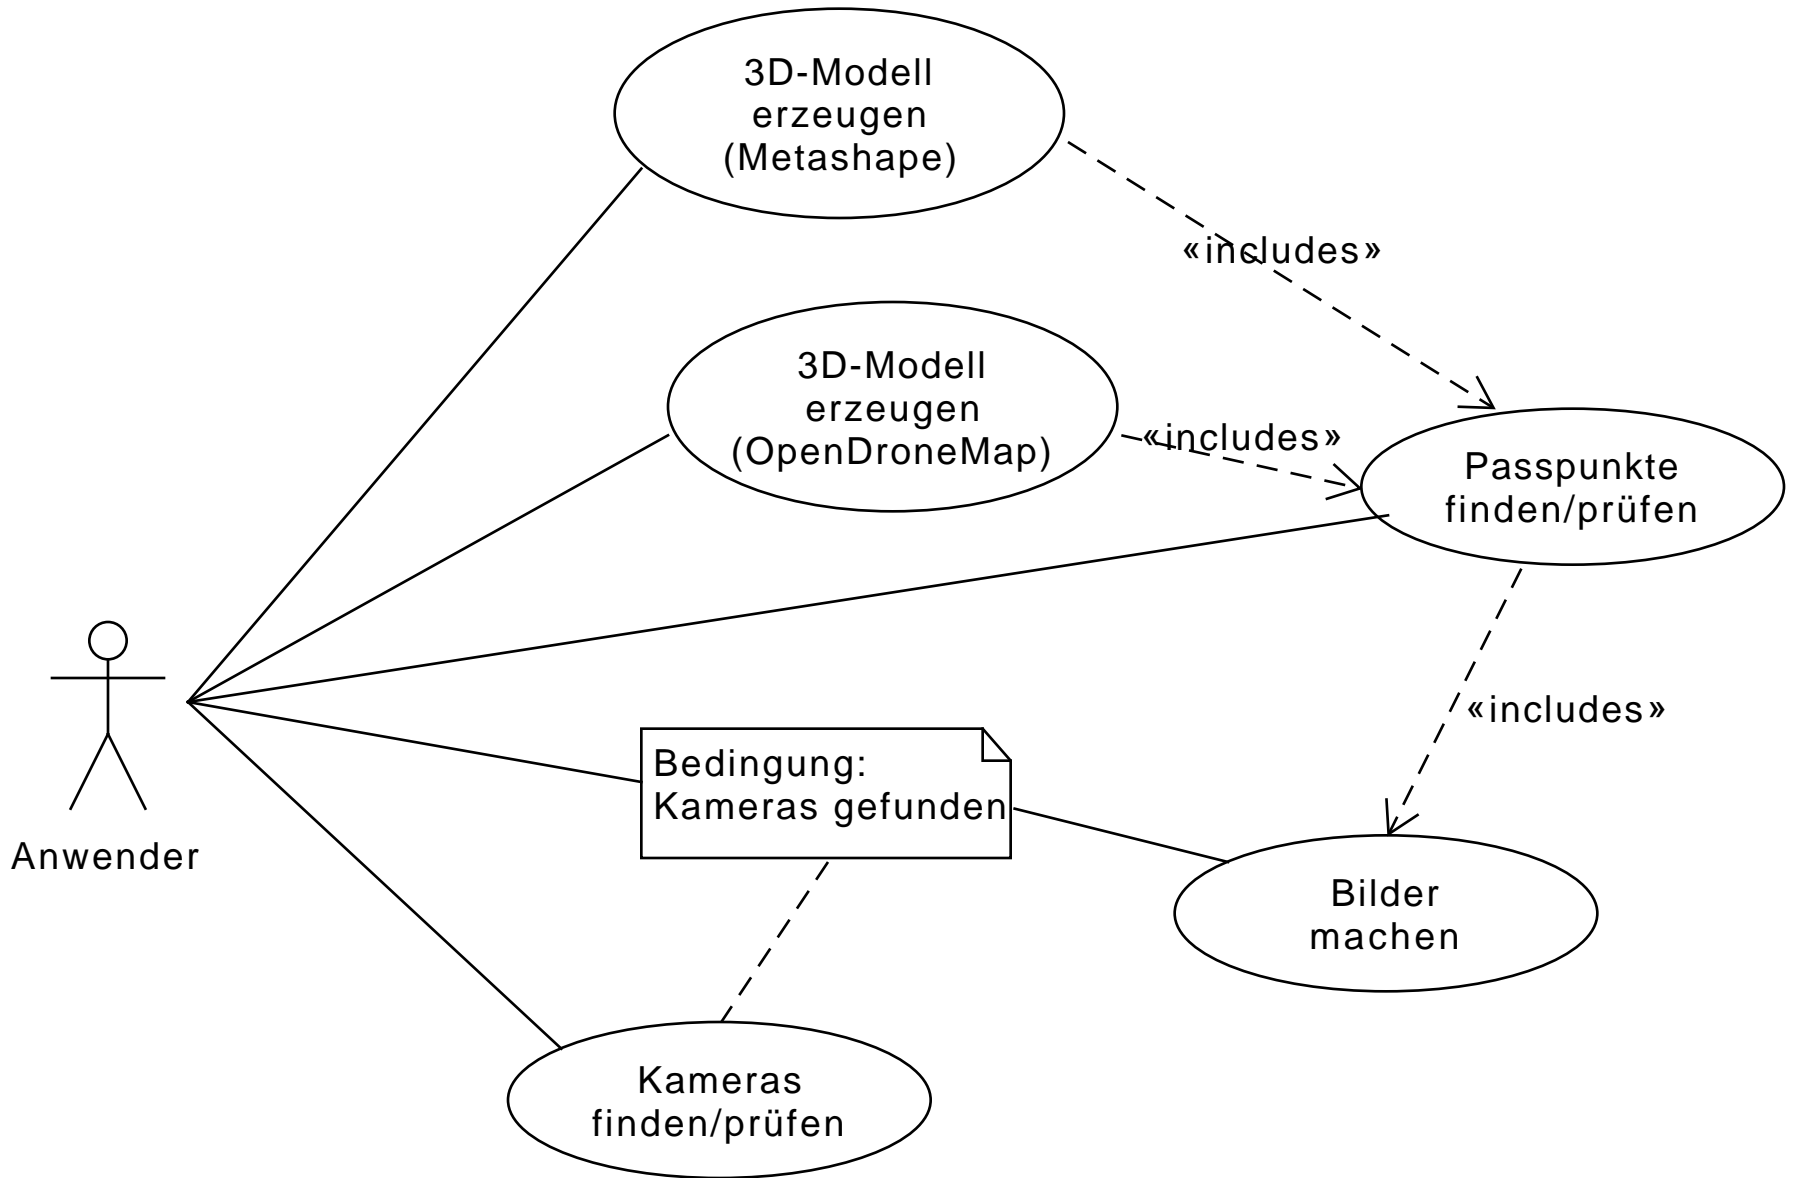 3D-Modell
erzeugen
(Metashape)
«includes»
3D-Modell
erzeugen
(OpenDroneMap)
«includes»
Passpunkte
finden/prüfen
«includes»
Bedingung:
Kameras gefunden
Anwender
Bilder
machen
Kameras
finden/prüfen